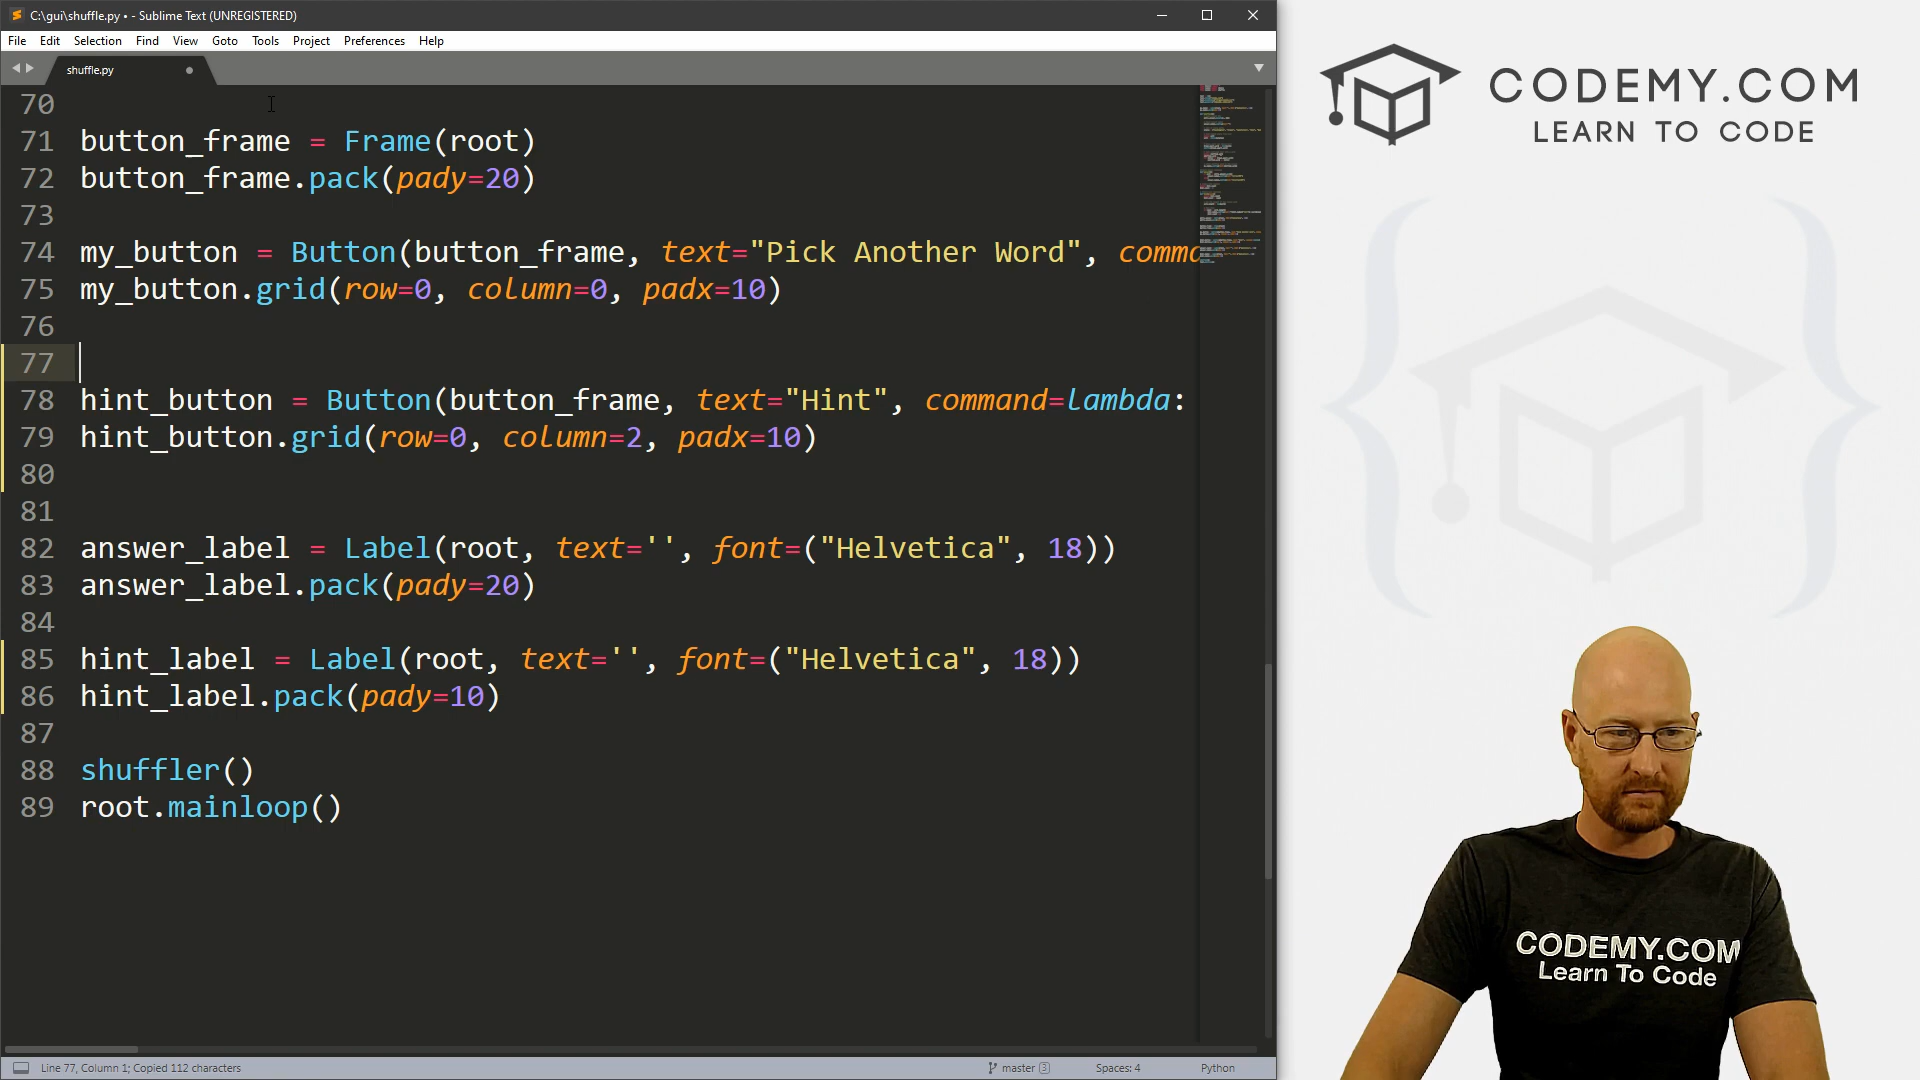 C:\gui\shuffle.py • - Sublime Text (UNREGISTERED)
File Edit Selection Find View Goto Tools Project Preferences Help
shuffle.py
70
71 button_frame = Frame(root)
72 button_frame.pack(pady=20)
73
74 my_button = Button(button_frame, text="Pick Another Word", comma
75 my_button.grid(row=0, column=0, padx=10)
76
77
78 hint_button = Button(button_frame, text="Hint", command=lambda:
79 hint_button.grid(row=0, column=2, padx=10)
80
81
82 answer_label = Label(root, text='', font=("Helvetica", 18))
83 answer_label.pack(pady=20)
84
85 hint_label = Label(root, text='', font=("Helvetica", 18))
86 hint_label.pack(pady=10)
87
88 shuffler()
89 root.mainloop()
Line 77, Column 1; Copied 112 characters
master 3
Spaces: 4
Python
CODEMY.COM
LEARN TO CODE
CODEMY.COM
Learn To Code